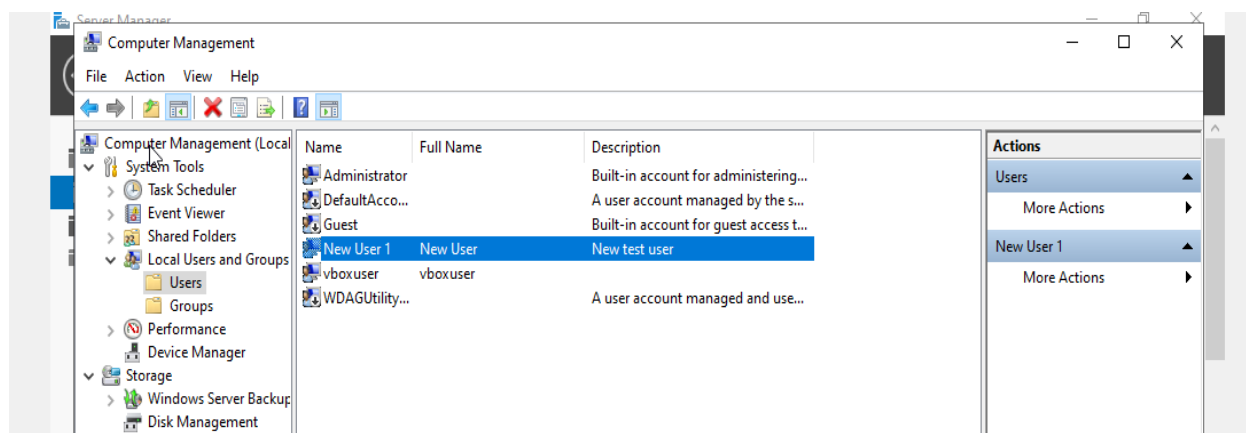 Server Manager
Computer Management
File Action View Help
Computer Management (Local
System Tools
Task Scheduler
Event Viewer
Shared Folders
Local Users and Groups
Users
Groups
Performance
Device Manager
Storage
Windows Server Backup
Disk Management
Name Full Name Description
Administrator Built-in account for administering...
DefaultAcco... A user account managed by the s...
Guest Built-in account for guest access t...
New User 1 New User New test user
vboxuser vboxuser
WDAGUtility... A user account managed and use...
Actions
Users
More Actions
New User 1
More Actions